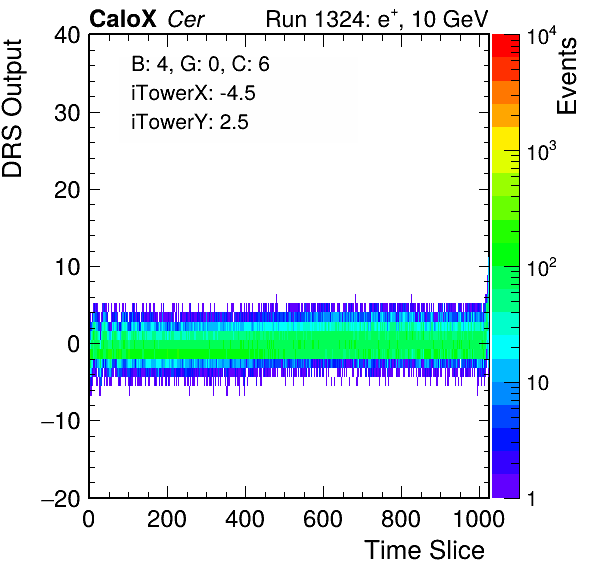 CaloX Cer Run 1324: e+, 10 GeV
B: 4, G: 0, C: 6
iTowerX: -4.5
iTowerY: 2.5
DRS Output
40
30
20
10
0
−10
−20
0 200 400 600 800 1000
Time Slice
10^4
10^3
10^2
10
1
Events